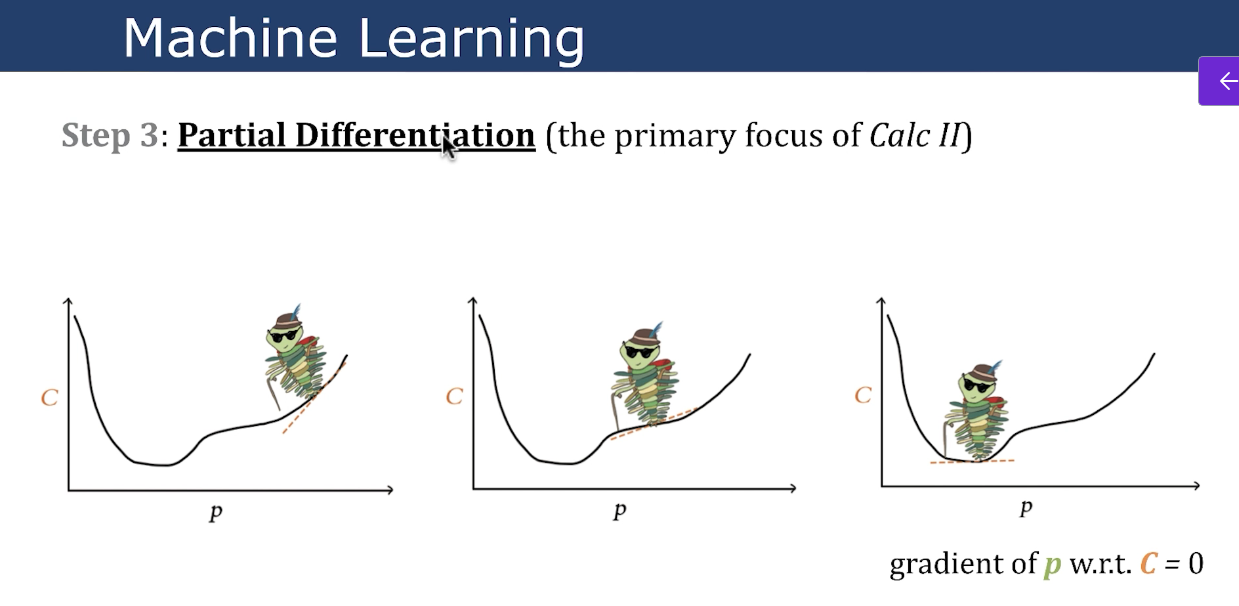 Machine Learning
Step 3: Partial Differentiation (the primary focus of Calc II)
C
p
C
p
C
p
gradient of p w.r.t. C = 0